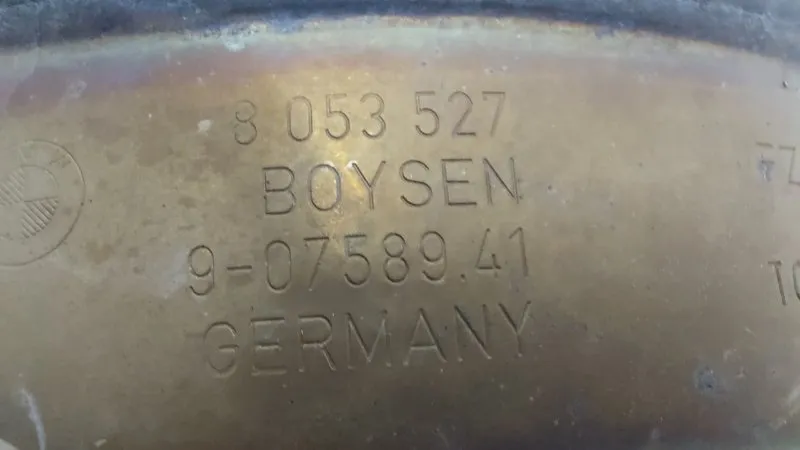 8 053 527
BOYSEN
9-07589.41
GERMANY